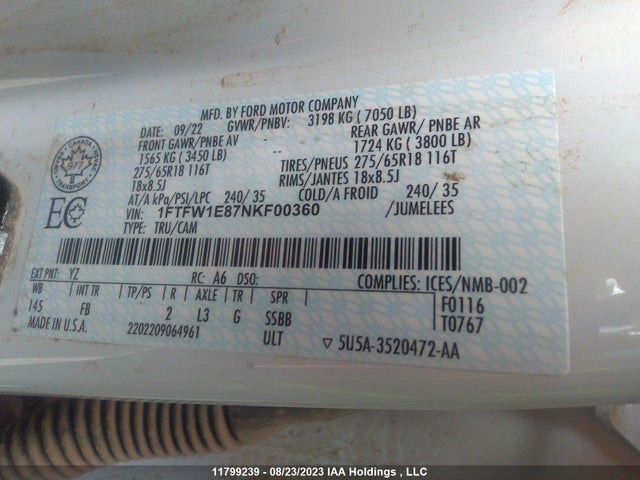 MFD. BY FORD MOTOR COMPANY
DATE: 09/22 GVWR/PNBV: 3198 KG ( 7050 LB)
FRONT GAWR/PNBE AV -- REAR GAWR/ PNBE AR
1565 KG ( 3450 LB) -- 1724 KG ( 3800 LB)
275/65R18 116T TIRES/PNEUS 275/65R18 116T
18x8.5J RIMS/JANTES 18x8.5J
AT/A kPa/PSI/LPC 240/ 35 COLD/A FROID 240/ 35
VIN: 1FTFW1E87NKF00360 /JUMELEES
TYPE: TRU/CAM
CANADA
977
TRANSPORT
EC
EXT PNT: YZ RC: A6 DSO: COMPLIES: ICES/NMB-002
WB INT TR TP/PS R AXLE TR SPR F0116
145 FB 2 L3 G SSBB T0767
MADE IN U.S.A. 2202209064961 ULT ▽ 5U5A-3520472-AA
11799239 - 08/23/2023 IAA Holdings , LLC